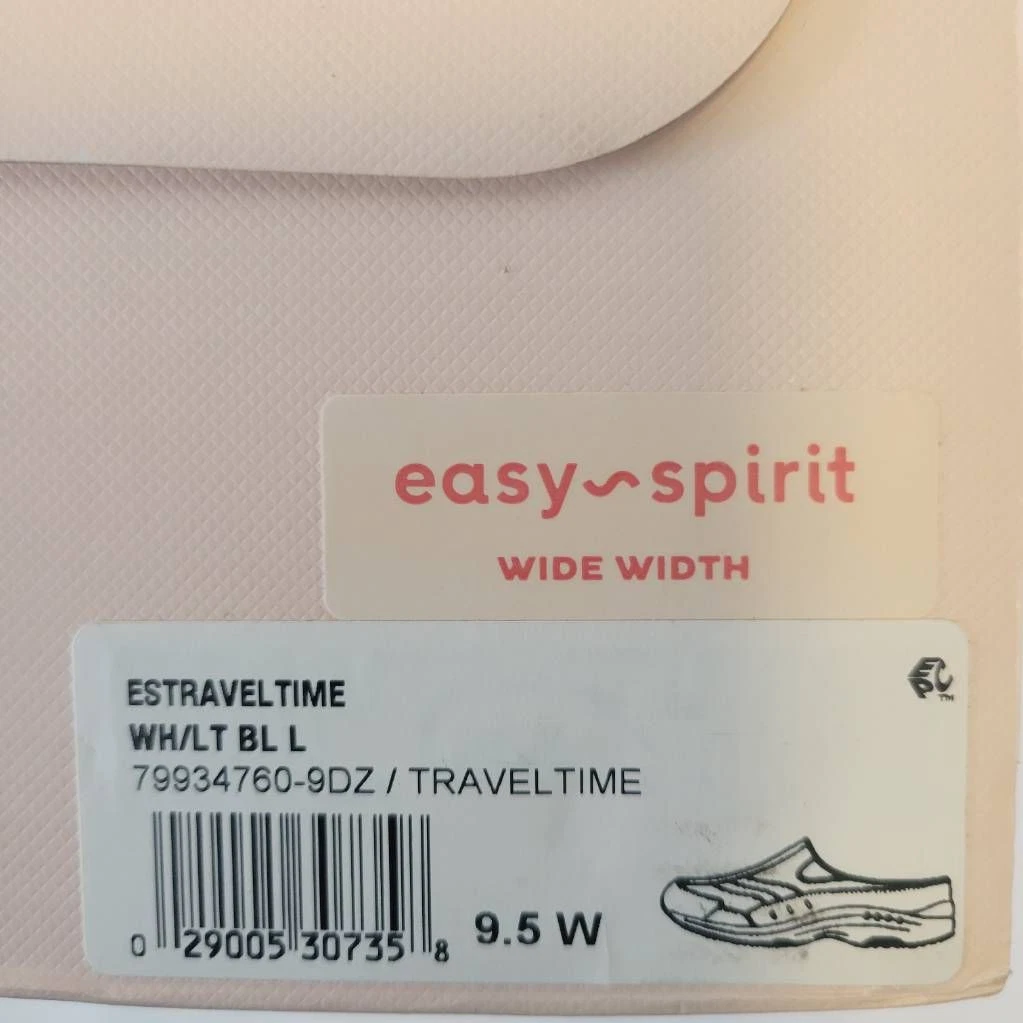 easy~spirit
WIDE WIDTH
ESTRAVELTIME
WH/LT BL L
79934760-9DZ / TRAVELTIME
9.5 W
0 29005 30735 8